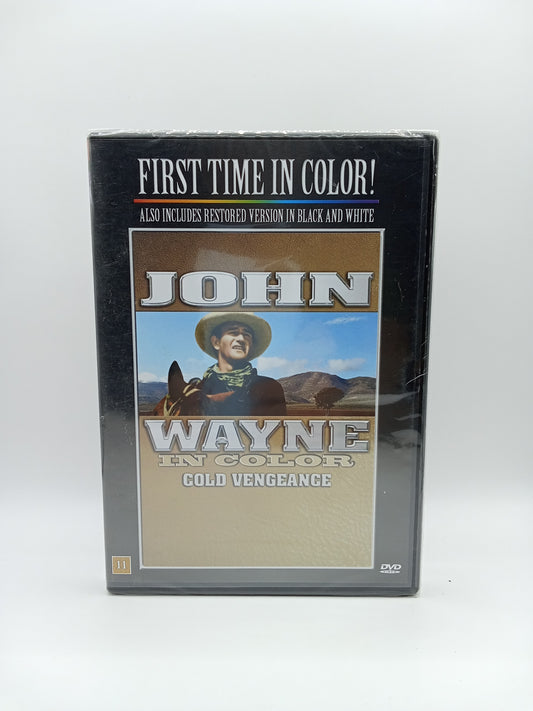 FIRST TIME IN COLOR!
ALSO INCLUDES RESTORED VERSION IN BLACK AND WHITE
JOHN
WAYNE
IN COLOR
COLD VENGEANCE
11
DVD
VIDEO